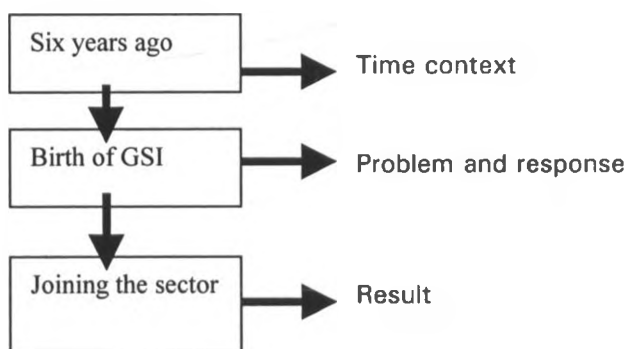 Six years ago
Time context
Birth of GSI
Problem and response
Joining the sector
Result